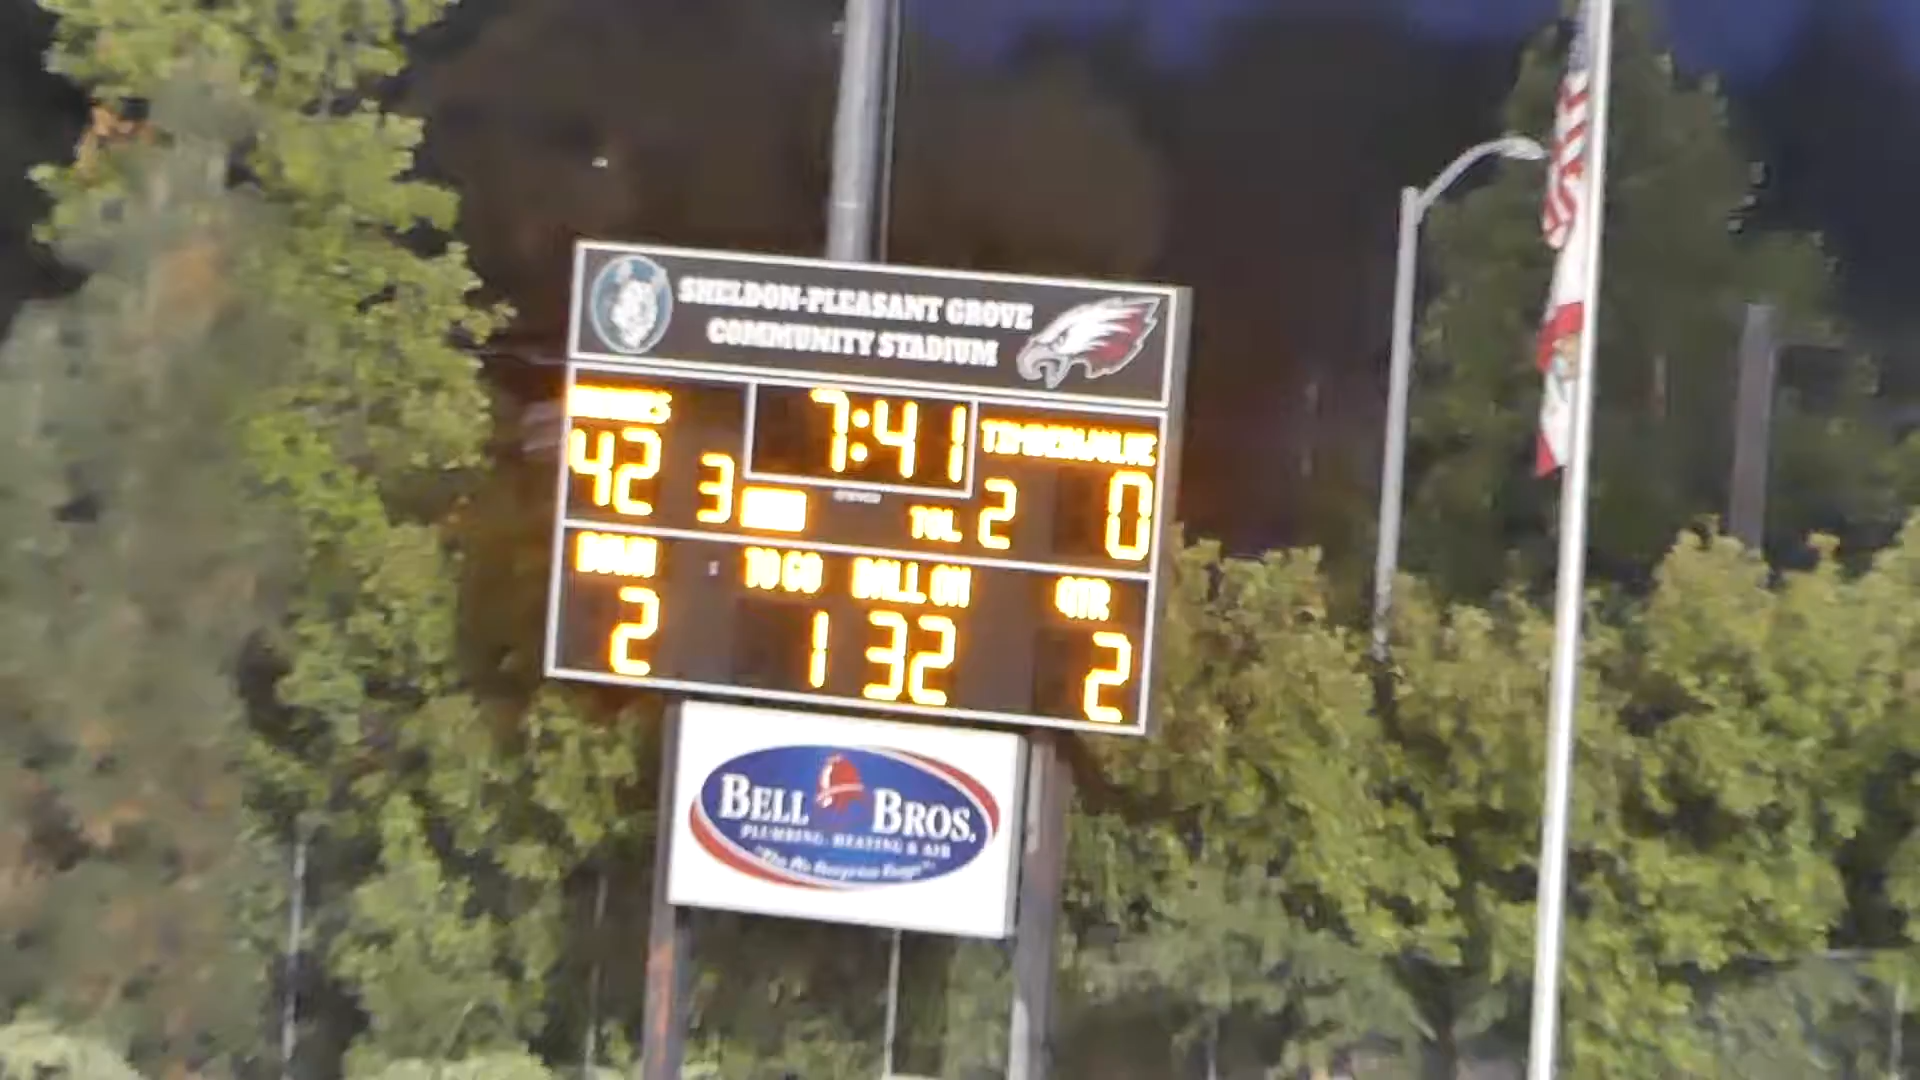 SHELDON-PLEASANT GROVE
COMMUNITY STADIUM
7:41
42
3
TOL 2
0
DOWN TO GO BALL ON QTR
2 1 32 2
BELL BROS.
PLUMBING, HEATING & AIR